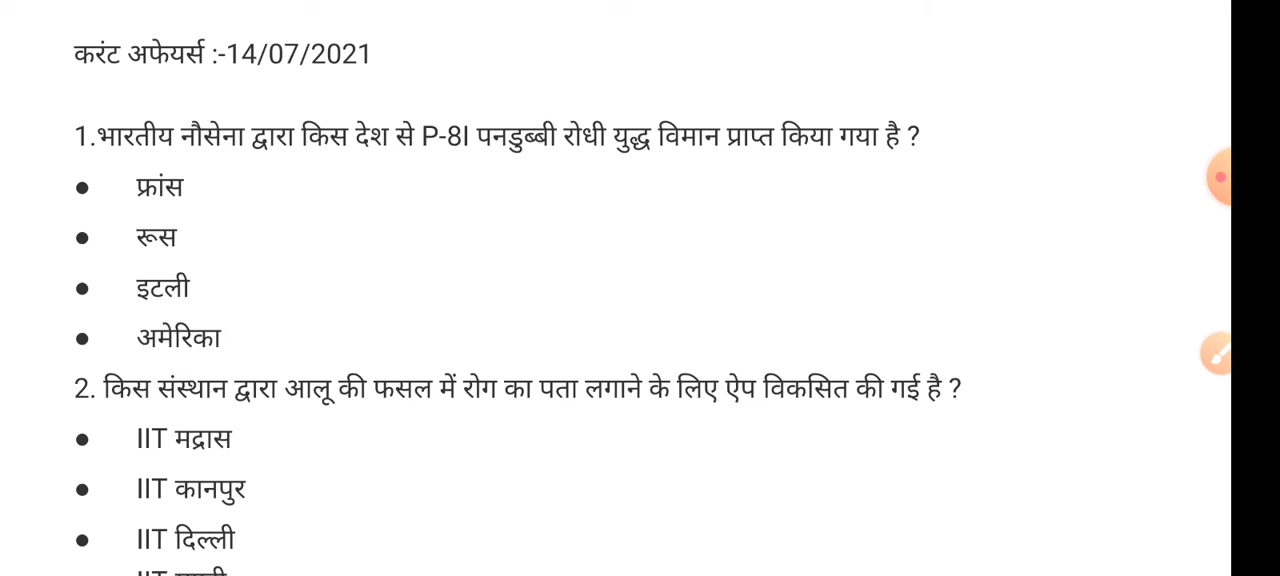 करंट अफेयर्स :-14/07/2021
1.भारतीय नौसेना द्वारा किस देश से P-8I पनडुब्बी रोधी युद्ध विमान प्राप्त किया गया है ?
● फ्रांस
● रूस
● इटली
● अमेरिका
2. किस संस्थान द्वारा आलू की फसल में रोग का पता लगाने के लिए ऐप विकसित की गई है ?
● IIT मद्रास
● IIT कानपुर
● IIT दिल्ली
IIT